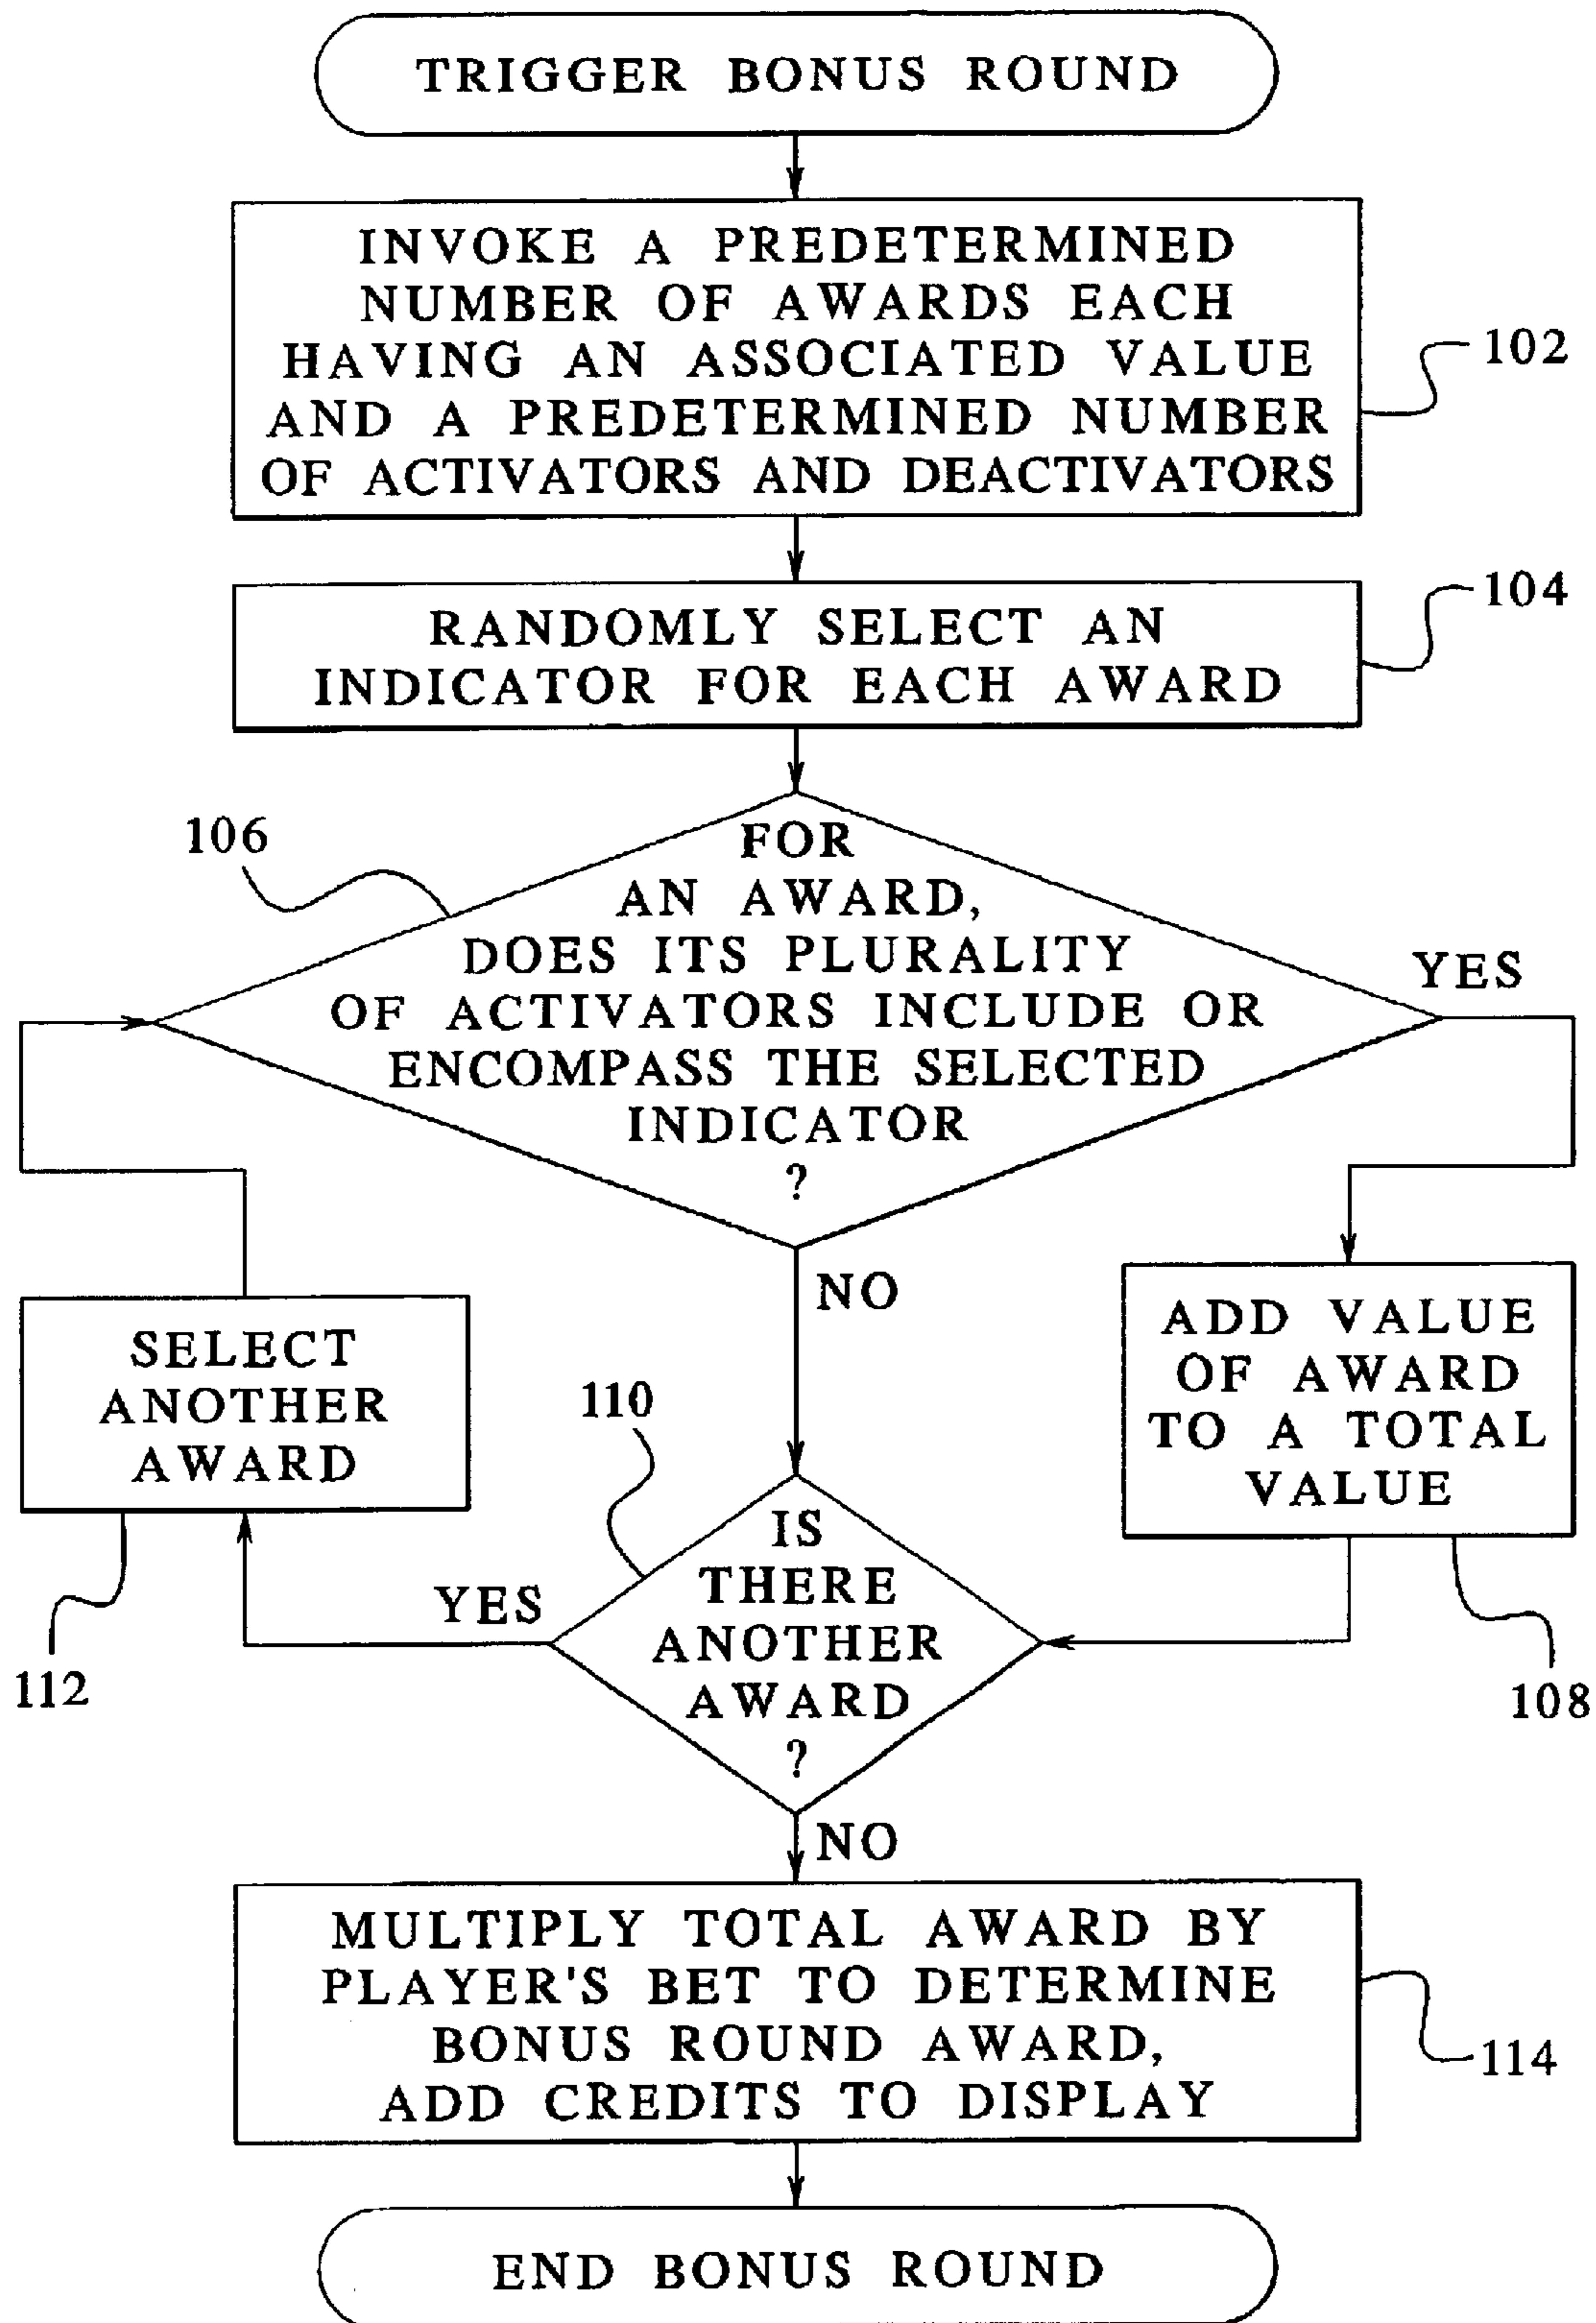 TRIGGER BONUS ROUND
INVOKE A PREDETERMINED
NUMBER OF AWARDS EACH
HAVING AN ASSOCIATED VALUE
AND A PREDETERMINED NUMBER
OF ACTIVATORS AND DEACTIVATORS
102
RANDOMLY SELECT AN
INDICATOR FOR EACH AWARD
104
106
FOR
AN AWARD,
DOES ITS PLURALITY
OF ACTIVATORS INCLUDE OR
ENCOMPASS THE SELECTED
INDICATOR
?
YES
NO
ADD VALUE
OF AWARD
TO A TOTAL
VALUE
108
SELECT
ANOTHER
AWARD
112
110
IS
THERE
ANOTHER
AWARD
?
YES
NO
MULTIPLY TOTAL AWARD BY
PLAYER'S BET TO DETERMINE
BONUS ROUND AWARD,
ADD CREDITS TO DISPLAY
114
END BONUS ROUND